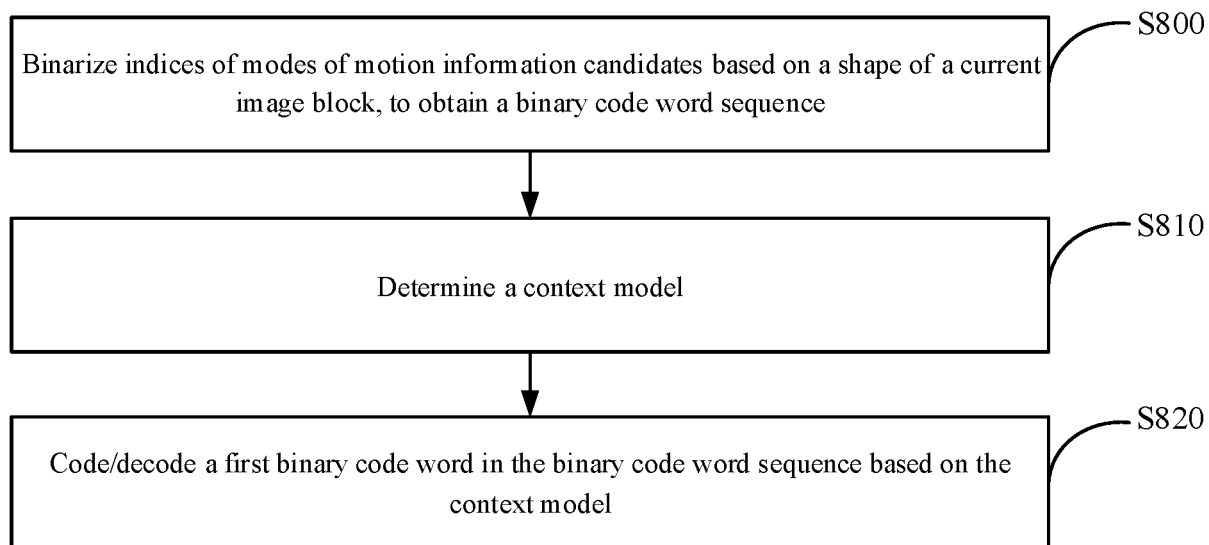 S800
Binarize indices of modes of motion information candidates based on a shape of a current
image block, to obtain a binary code word sequence
S810
Determine a context model
S820
Code/decode a first binary code word in the binary code word sequence based on the
context model